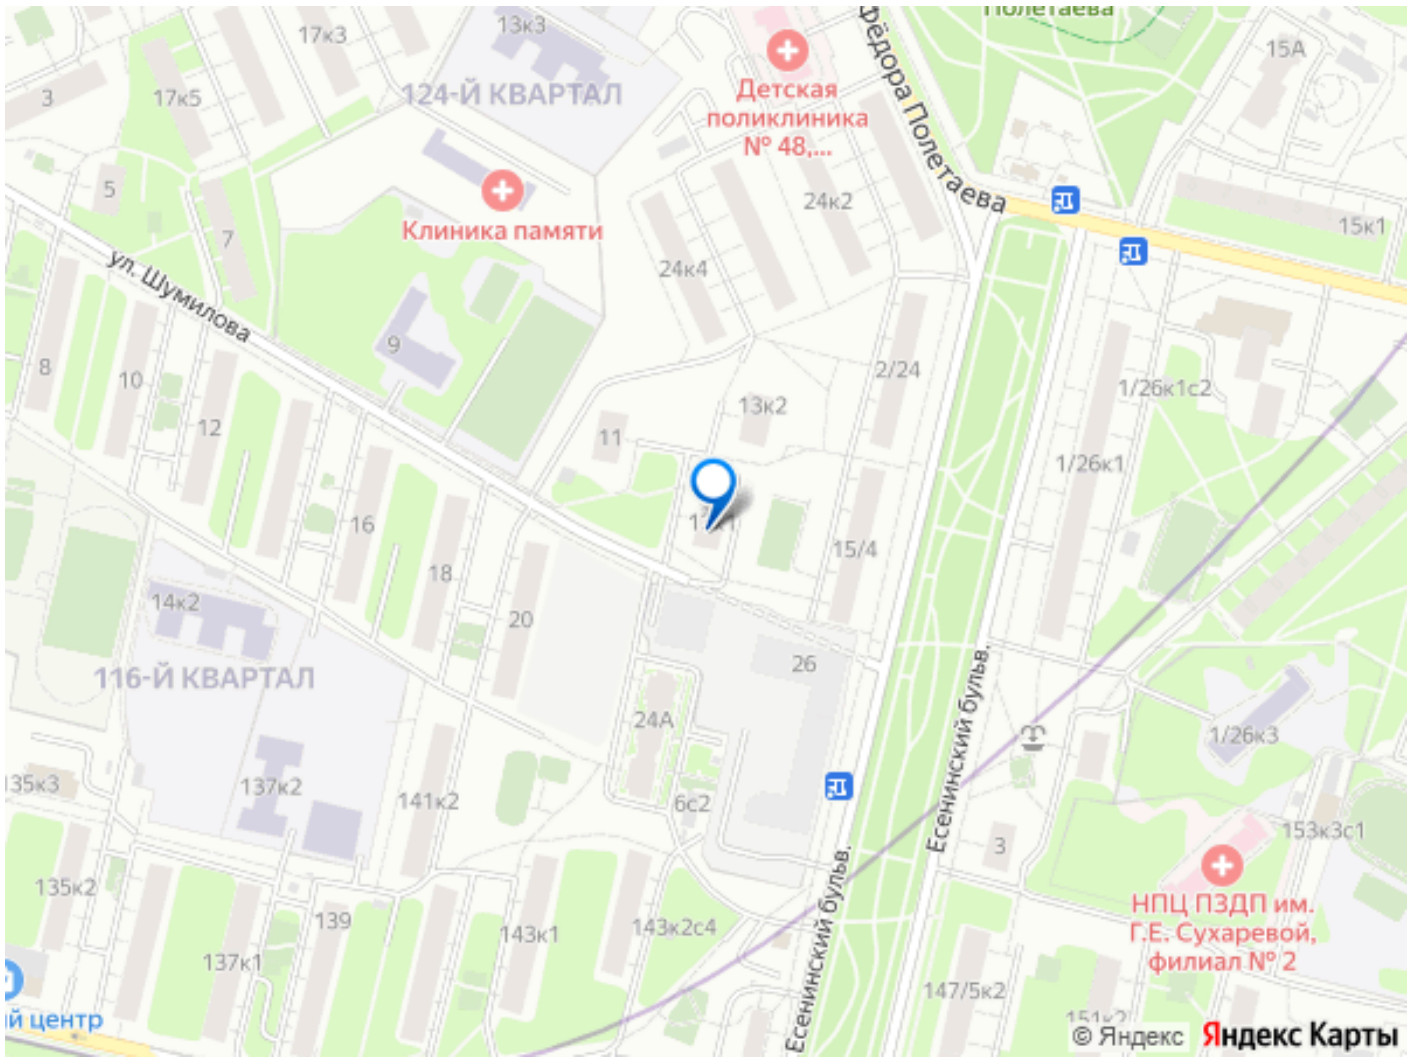 Полетаева
17к3
13к3
15А
3
17к5
124-Й КВАРТАЛ
Детская
поликлиника
№ 48,...
Фёдора Полетаева
5
7
Клиника памяти
24к2
15к1
ул. Шумилова
24к4
8
10
9
2/24
1/26к1с2
12
11
13к2
1/26к1
16
15/4
18
14к2
20
26
116-Й КВАРТАЛ
24А
Есенинский бульв.
1/26к3
135к3
137к2
141к2
6с2
3
153к3с1
135к2
139
143к1
143к2с4
НПЦ ПЗДП им.
Г.Е. Сухаревой,
филиал № 2
137к1
Есенинский бульв.
147/5к2
й центр
151к2
© Яндекс Яндекс Карты